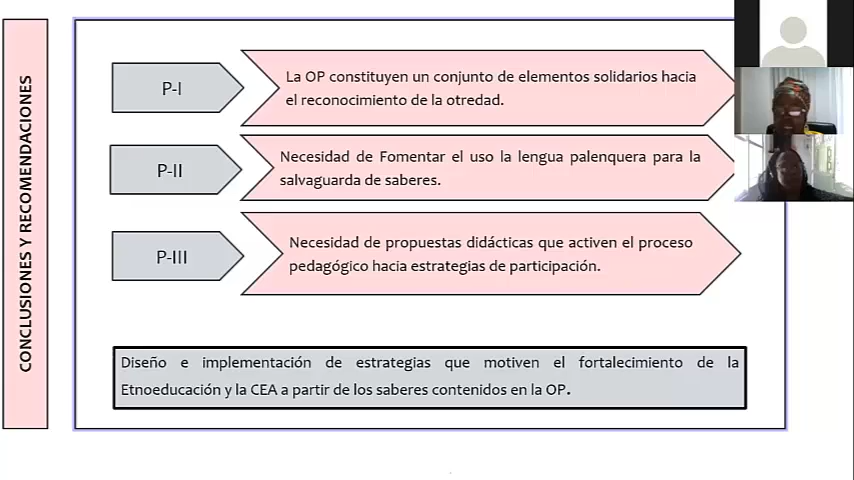 CONCLUSIONES Y RECOMENDACIONES
P-I
La OP constituyen un conjunto de elementos solidarios hacia
el reconocimiento de la otredad.
P-II
Necesidad de Fomentar el uso la lengua palenquera para la
salvaguarda de saberes.
P-III
Necesidad de propuestas didácticas que activen el proceso
pedagógico hacia estrategias de participación.
Diseño e implementación de estrategias que motiven el fortalecimiento de la
Etnoeducación y la CEA a partir de los saberes contenidos en la OP.